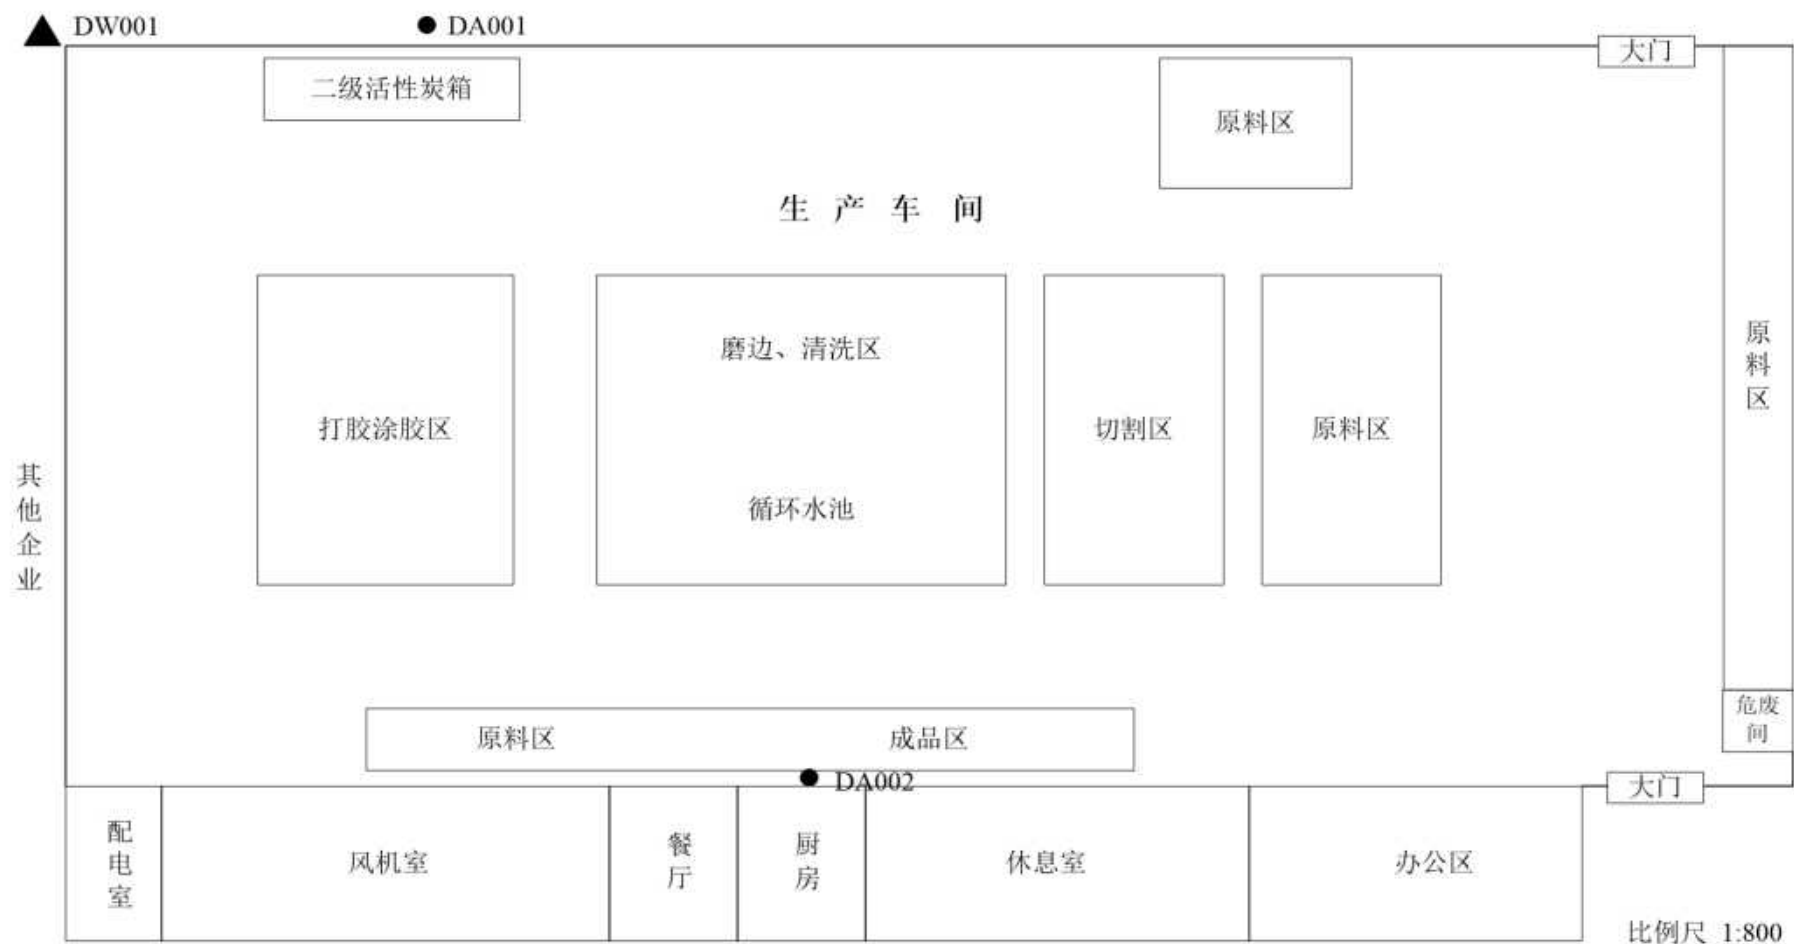 DW001
DA001
大门
二级活性炭箱
原料区
生产车间
磨边、清洗区
打胶涂胶区
切割区
原料区
原料区
循环水池
其他企业
危废
间
原料区
成品区
DA002
大门
配电室
风机室
餐厅
厨房
休息室
办公区
比例尺 1:800